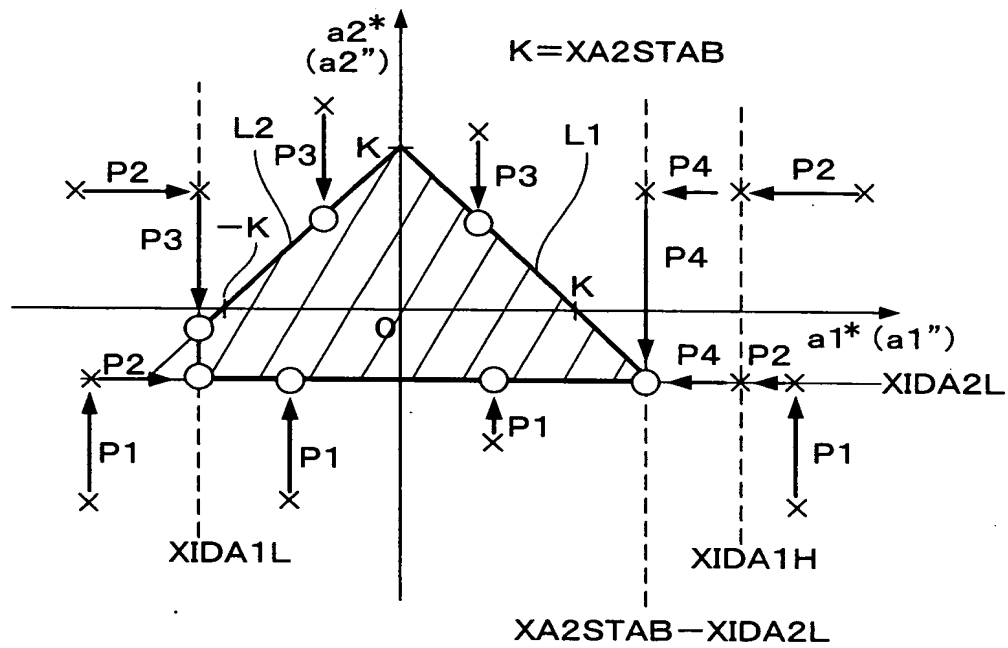 a2*
(a2")
K=XA2STAB
L2
P3
K
L1
P3
P2
P4
P2
P3
-K
P4
K
O
a1* (a1")
P2
P4
P2
XIDA2L
P1
P1
P1
P1
XIDA1L
XIDA1H
XA2STAB-XIDA2L